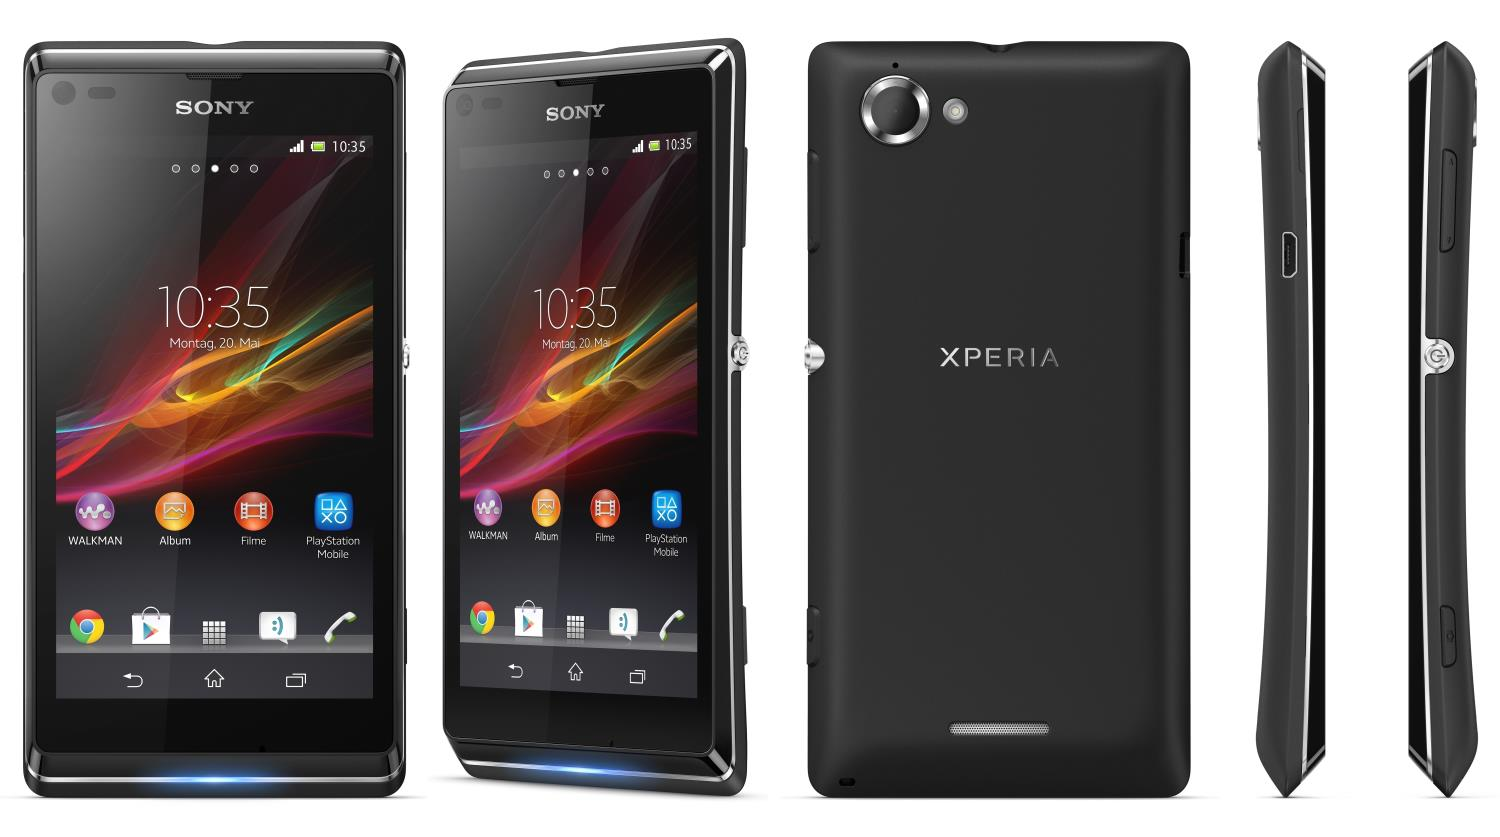 SONY
10:35
10:35
Montag, 20. Mai
WALKMAN
Album
Filme
PlayStation
Mobile
SONY
10:35
10:35
Montag, 20. Mai
WALKMAN
Album
Filme
PlayStation
Mobile
XPERIA